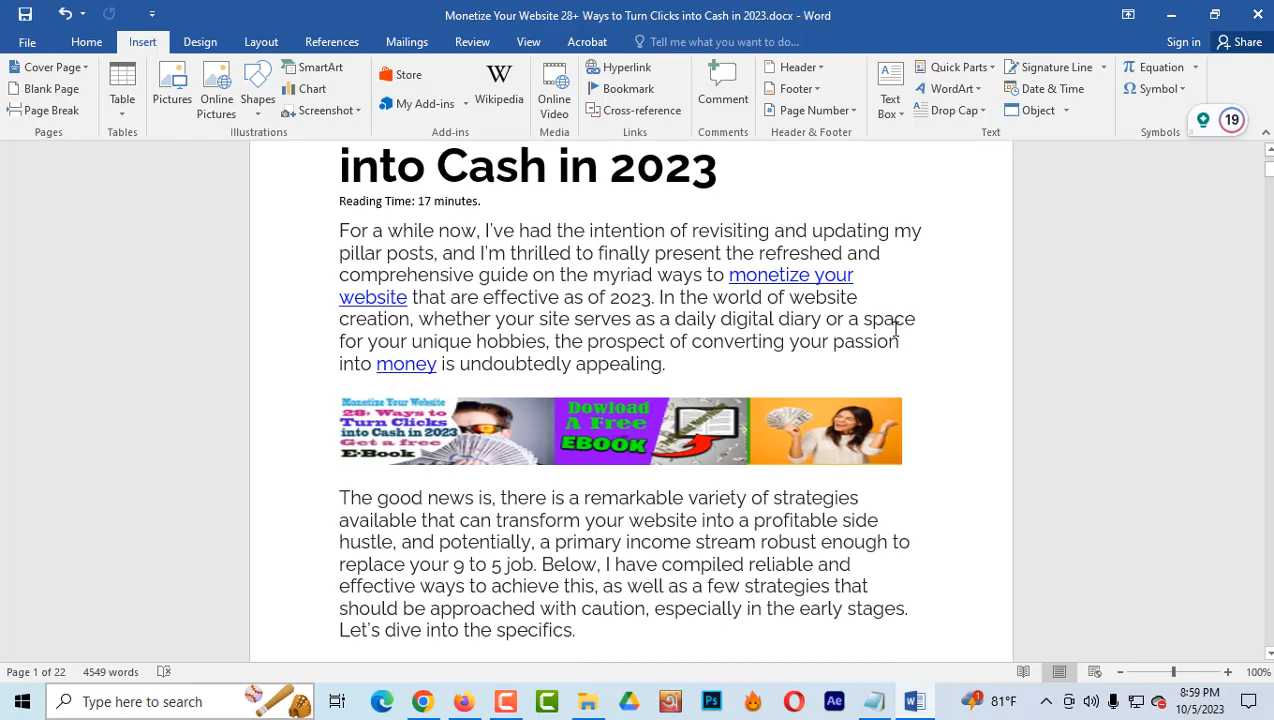 Monetize Your Website 28+ Ways to Turn Clicks into Cash in 2023.docx - Word
File Home Insert Design Layout References Mailings Review View Acrobat Tell me what you want to do... Sign in Share
Cover Page
Blank Page
Page Break
Pages
Table
Tables
Pictures
Online Pictures
Shapes
SmartArt
Chart
Screenshot
Illustrations
Store
My Add-ins
Wikipedia
Add-ins
Online Video
Media
Hyperlink
Bookmark
Cross-reference
Links
Comment
Comments
Header
Footer
Page Number
Header & Footer
Text Box
Quick Parts
WordArt
Drop Cap
Signature Line
Date & Time
Object
Text
Equation
Symbol
Symbols
19
into Cash in 2023
Reading Time: 17 minutes.
For a while now, I've had the intention of revisiting and updating my
pillar posts, and I'm thrilled to finally present the refreshed and
comprehensive guide on the myriad ways to monetize your
website that are effective as of 2023. In the world of website
creation, whether your site serves as a daily digital diary or a space
for your unique hobbies, the prospect of converting your passion
into money is undoubtedly appealing.
Monetize Your Website
28+ Ways to
Turn Clicks
into Cash in 2023
Get a free
E-Book
Dowload
A Free
EBOOK
The good news is, there is a remarkable variety of strategies
available that can transform your website into a profitable side
hustle, and potentially, a primary income stream robust enough to
replace your 9 to 5 job. Below, I have compiled reliable and
effective ways to achieve this, as well as a few strategies that
should be approached with caution, especially in the early stages.
Let's dive into the specifics.
Page 1 of 22 4549 words 100%
Type here to search
Ps
Ae
1
81°F
8:59 PM
10/5/2023